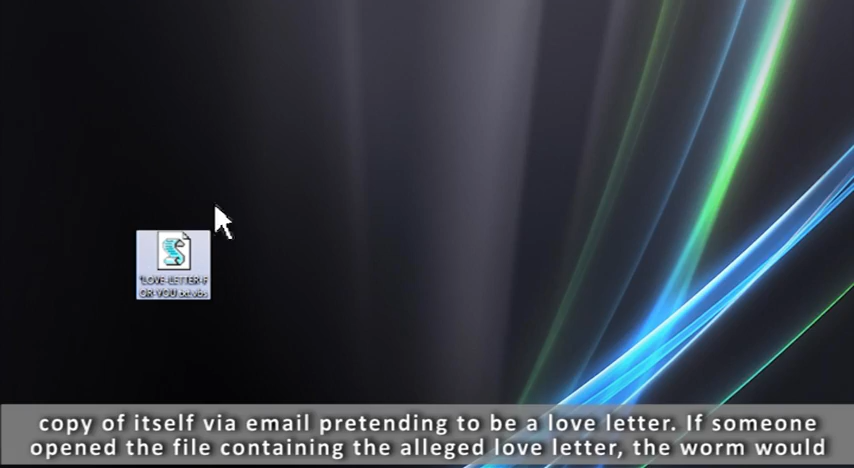 LOVE-LETTER-F
OR-YOU.txt.vbs
copy of itself via email pretending to be a love letter. If someone
opened the file containing the alleged love letter, the worm would